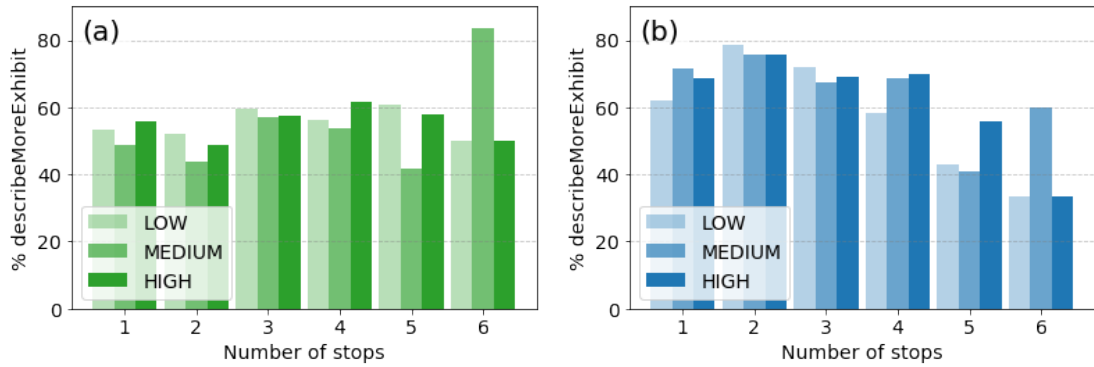 (a)
% describeMoreExhibit
80
60
40
20
0
LOW
MEDIUM
HIGH
1 2 3 4 5 6
Number of stops
(b)
% describeMoreExhibit
80
60
40
20
0
LOW
MEDIUM
HIGH
1 2 3 4 5 6
Number of stops